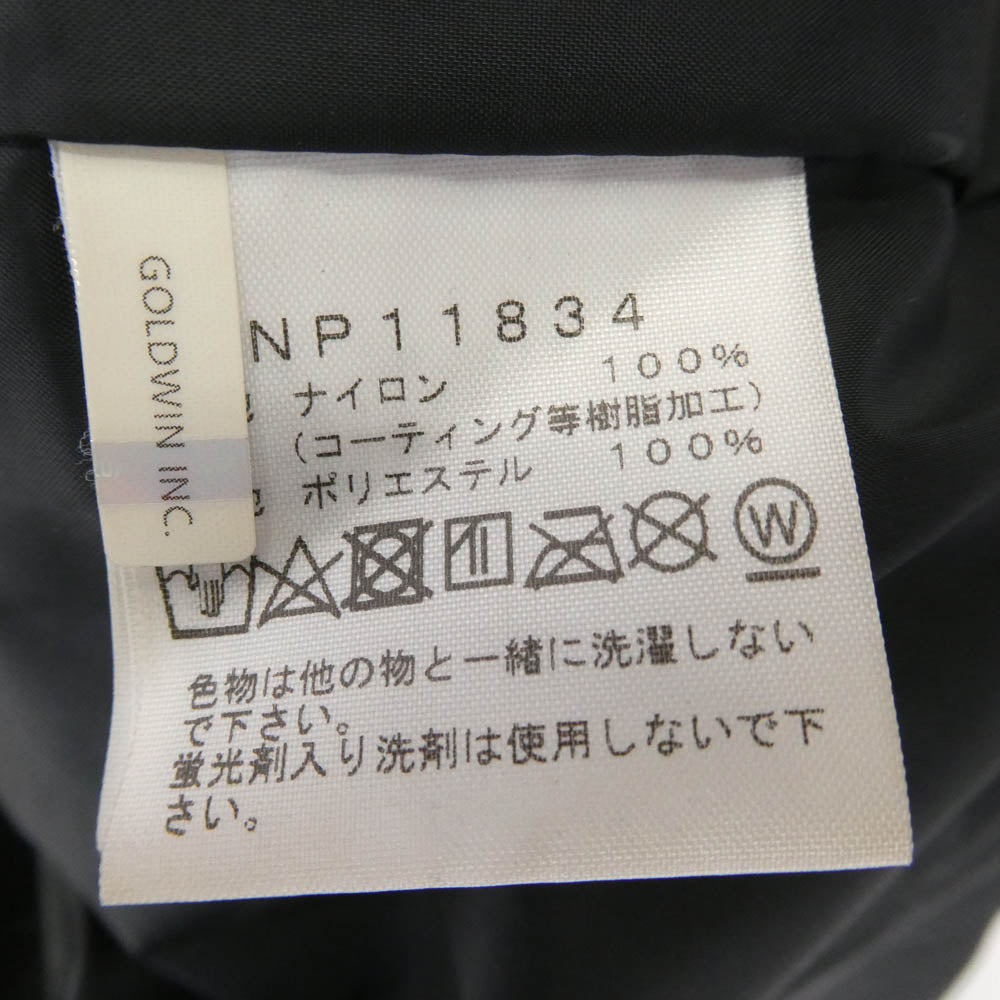 GOLDWIN INC.
NP11834
ナイロン 100%
(コーティング等樹脂加工)
ポリエステル 100%
W
色物は他の物と一緒に洗濯しない
で下さい。
蛍光剤入り洗剤は使用しないで下
さい。